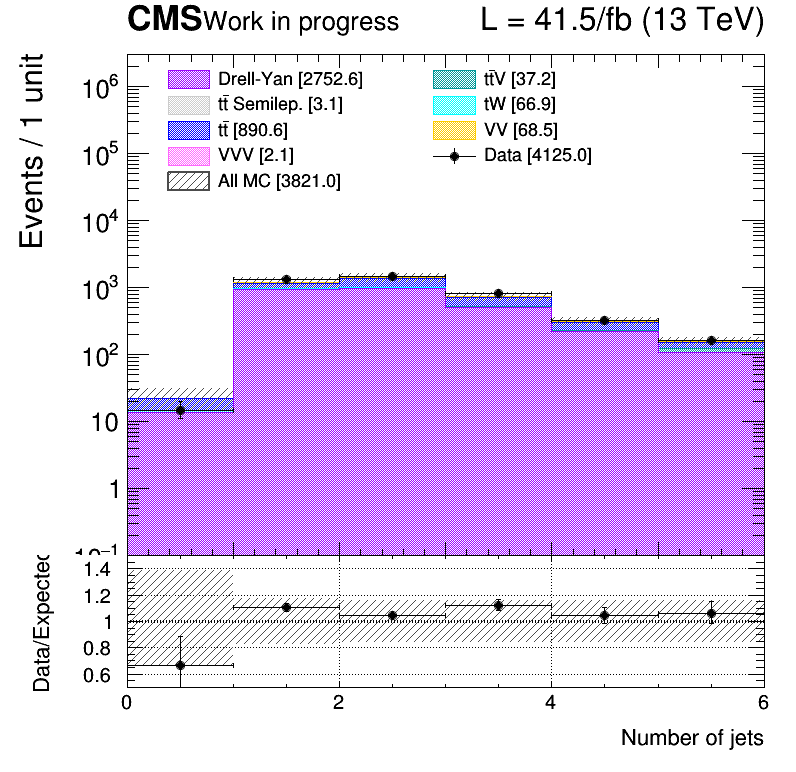 CMS Work in progress L = 41.5/fb (13 TeV)
Events / 1 unit
Drell-Yan [2752.6] tt̄V [37.2]
tt̄ Semilep. [3.1] tW [66.9]
tt̄ [890.6] VV [68.5]
VVV [2.1] Data [4125.0]
All MC [3821.0]
10⁶
10⁵
10⁴
10³
10²
10
1
10⁻¹
Data/Expected
1.4
1.2
1
0.8
0.6
0 2 4 6
Number of jets